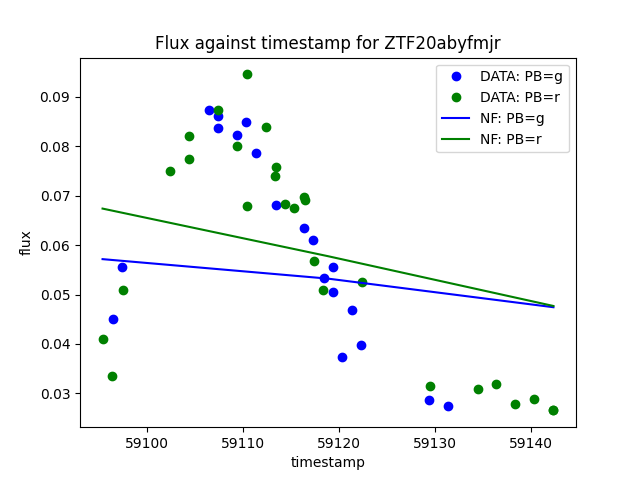 Flux against timestamp for ZTF20abyfmjr
DATA: PB=g
DATA: PB=r
NF: PB=g
NF: PB=r
flux
0.09
0.08
0.07
0.06
0.05
0.04
0.03
59100 59110 59120 59130 59140
timestamp